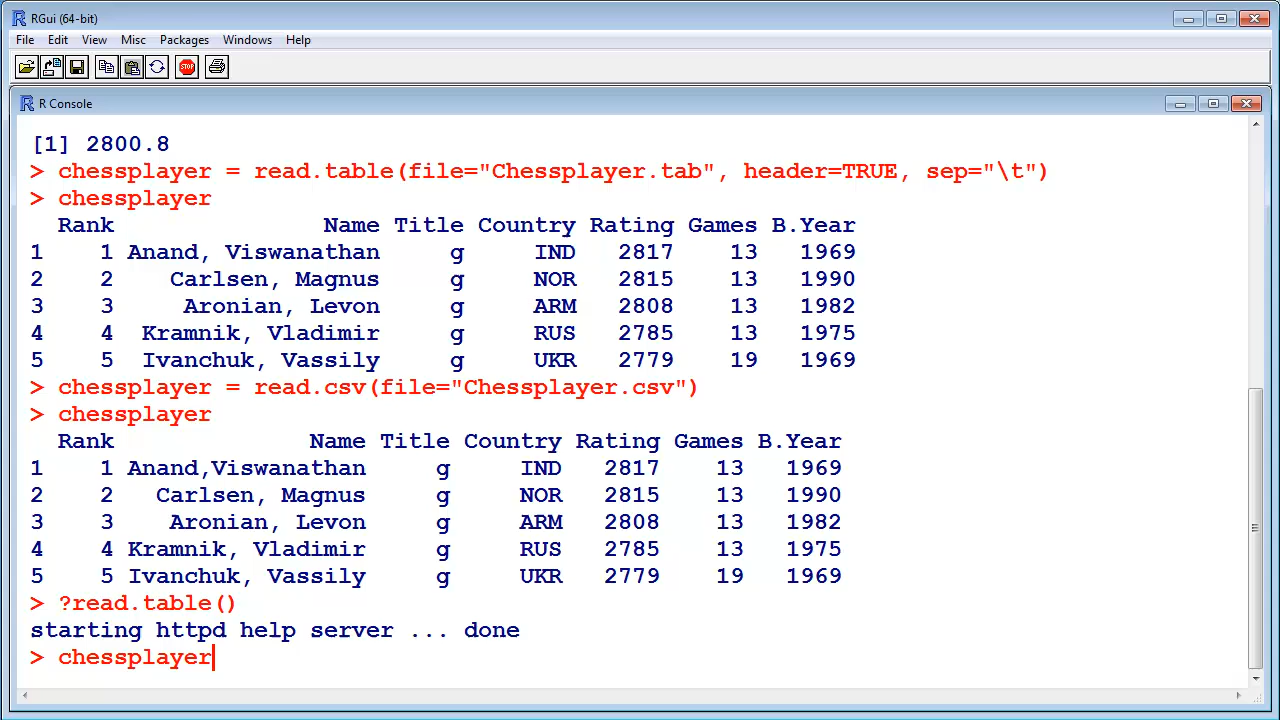 RGui (64-bit)
File Edit View Misc Packages Windows Help
STOP
R Console
[1] 2800.8
> chessplayer = read.table(file="Chessplayer.tab", header=TRUE, sep="\t")
> chessplayer
  Rank                Name Title Country Rating Games B.Year
1    1 Anand, Viswanathan     g     IND   2817    13   1969
2    2    Carlsen, Magnus     g     NOR   2815    13   1990
3    3     Aronian, Levon     g     ARM   2808    13   1982
4    4  Kramnik, Vladimir     g     RUS   2785    13   1975
5    5  Ivanchuk, Vassily     g     UKR   2779    19   1969
> chessplayer = read.csv(file="Chessplayer.csv")
> chessplayer
  Rank              Name Title Country Rating Games B.Year
1    1 Anand,Viswanathan     g     IND   2817    13   1969
2    2   Carlsen, Magnus     g     NOR   2815    13   1990
3    3    Aronian, Levon     g     ARM   2808    13   1982
4    4 Kramnik, Vladimir     g     RUS   2785    13   1975
5    5 Ivanchuk, Vassily     g     UKR   2779    19   1969
> ?read.table()
starting httpd help server ... done
> chessplayer